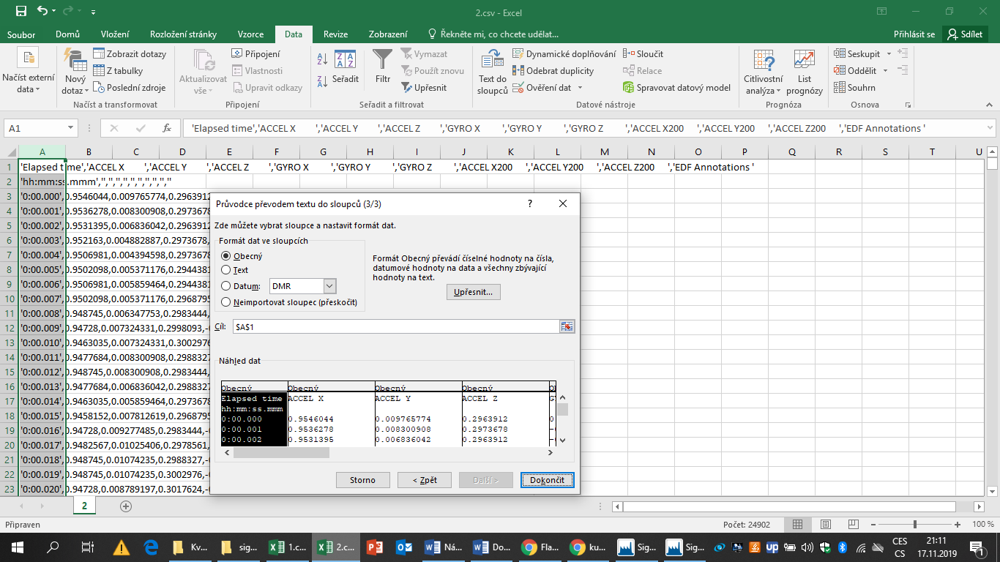 2.csv - Excel
Soubor Domů Vložení Rozložení stránky Vzorce Data Revize Zobrazení Řekněte mi, co chcete udělat... Přihlásit se Sdílet
Načíst externí data
Nový dotaz
Zobrazit dotazy
Z tabulky
Poslední zdroje
Načíst a transformovat
Aktualizovat vše
Připojení
Vlastnosti
Upravit odkazy
Připojení
Seřadit
Filtr
Vymazat
Použít znovu
Upřesnit
Seřadit a filtrovat
Text do sloupců
Dynamické doplňování
Odebrat duplicity
Ověření dat
Sloučit
Relace
Spravovat datový model
Datové nástroje
Citlivostní analýza
List prognózy
Prognóza
Seskupit
Oddělit
Souhrn
Osnova
A1 fx 'Elapsed time','ACCEL X ','ACCEL Y ','ACCEL Z ','GYRO X ','GYRO Y ','GYRO Z ','ACCEL X200 ','ACCEL Y200 ','ACCEL Z200 ','EDF Annotations '
A B C D E F G H I J K L M N O P Q R S T U
1 'Elapsed time','ACCEL X ','ACCEL Y ','ACCEL Z ','GYRO X ','GYRO Y ','GYRO Z ','ACCEL X200 ','ACCEL Y200 ','ACCEL Z200 ','EDF Annotations '
2 'hh:mm:ss.mmm','','','','','','','','','',''
3 '0:00.000',0.9546044,0.009765774,0.2963912
4 '0:00.001',0.9536278,0.008300908,0.2973678
5 '0:00.002',0.9531395,0.006836042,0.2963912
6 '0:00.003',0.952163,0.004882887,0.2973678,
7 '0:00.004',0.9506981,0.004394598,0.2973678
8 '0:00.005',0.9502098,0.005371176,0.2944381
9 '0:00.006',0.9506981,0.005859464,0.2944381
10 '0:00.007',0.9502098,0.005371176,0.2968795
11 '0:00.008',0.948745,0.006347753,0.2983444,
12 '0:00.009',0.94728,0.007324331,0.2998093,-
13 '0:00.010',0.9463035,0.007324331,0.3002976
14 '0:00.011',0.9477684,0.008300908,0.2988327
15 '0:00.012',0.948745,0.008300908,0.2983444,
16 '0:00.013',0.9477684,0.006836042,0.2988327
17 '0:00.014',0.9463035,0.005859464,0.2973678
18 '0:00.015',0.9458152,0.007812619,0.2968795
19 '0:00.016',0.94728,0.009277485,0.2983444,-
20 '0:00.017',0.9482567,0.01025406,0.2978561,
21 '0:00.018',0.948745,0.01074235,0.2988327,-
22 '0:00.019',0.948745,0.01074235,0.3002976,-
23 '0:00.020',0.94728,0.008789197,0.3017624,-
Průvodce převodem textu do sloupců (3/3) ?
Zde můžete vybrat sloupce a nastavit formát dat.
Formát dat ve sloupcích
Obecný
Text
Datum: DMR
Neimportovat sloupec (přeskočit)
Formát Obecný převádí číselné hodnoty na čísla,
datumové hodnoty na data a všechny zbývající
hodnoty na text.
Upřesnit...
Cíl: $A$1
Náhled dat
Obecný Obecný Obecný Obecný
Elapsed time ACCEL X ACCEL Y ACCEL Z
hh:mm:ss.mmm
0:00.000 0.9546044 0.009765774 0.2963912
0:00.001 0.9536278 0.008300908 0.2973678
0:00.002 0.9531395 0.006836042 0.2963912
Storno < Zpět Další > Dokončit
2
Připraven Počet: 24902 100 %
Kv... sig... 1.c... 2.c... Ná... Do... Fla... ku... Sig... Sig... up CES CS 21:11 17.11.2019 1